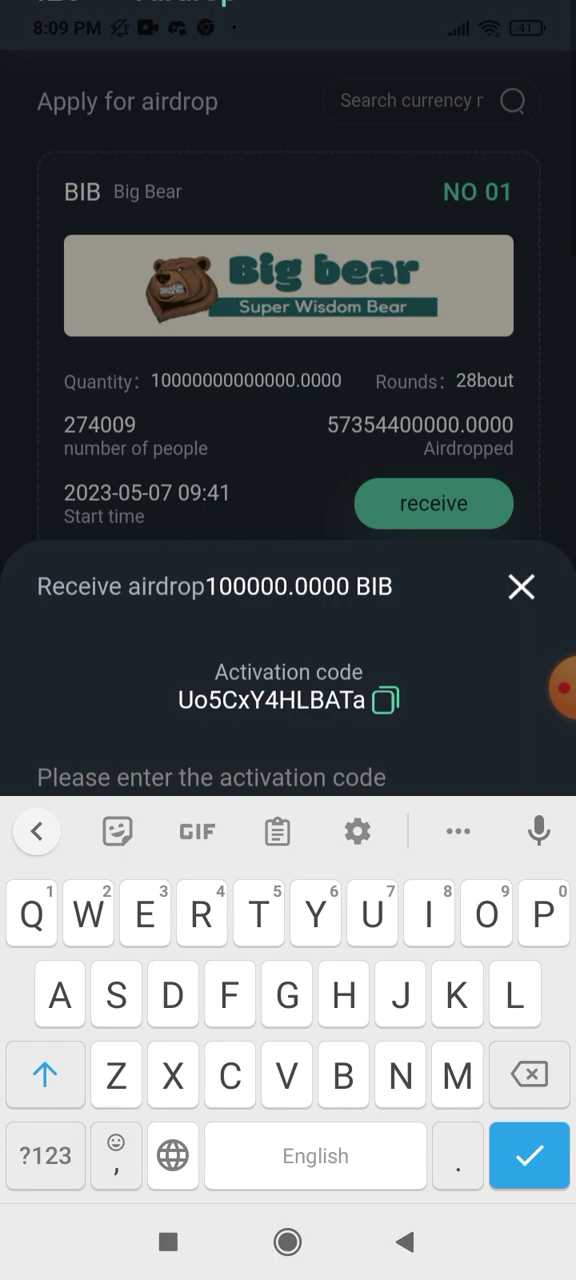 8:09 PM
41
Apply for airdrop
Search currency r
BIB Big Bear
NO 01
Big bear
Super Wisdom Bear
Quantity: 10000000000000.0000 Rounds: 28bout
274009
57354400000.0000
number of people
Airdropped
2023-05-07 09:41
Start time
receive
Receive airdrop100000.0000 BIB
Activation code
Uo5CxY4HLBATa
Please enter the activation code
GIF
1 2 3 4 5 6 7 8 9 0
Q W E R T Y U I O P
A S D F G H J K L
Z X C V B N M
?123 , English .